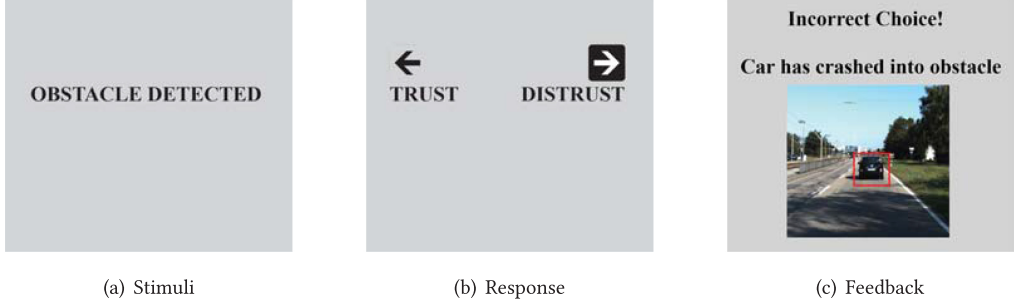 OBSTACLE DETECTED
(a) Stimuli
TRUST
DISTRUST
(b) Response
Incorrect Choice!
Car has crashed into obstacle
(c) Feedback